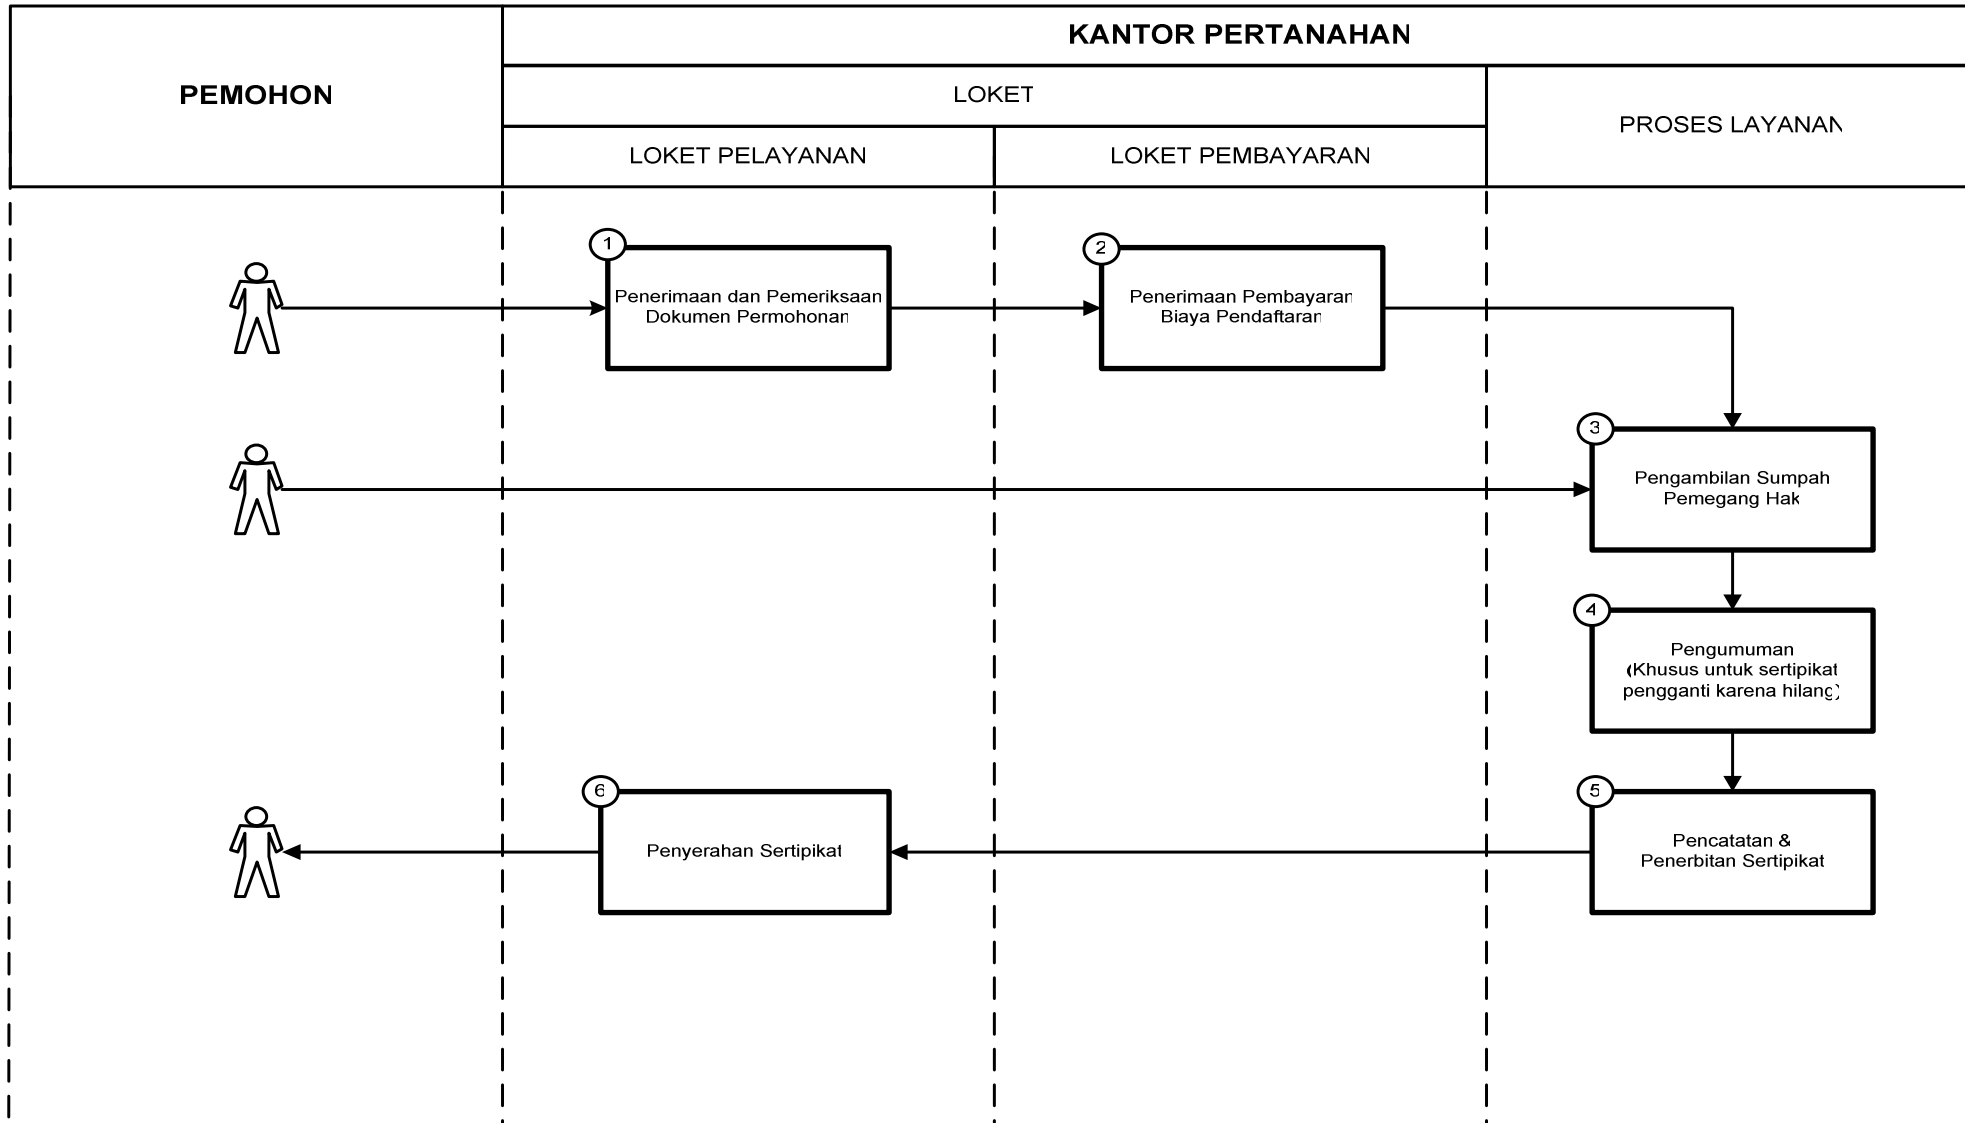 KANTOR PERTANAHAN
PEMOHON
LOKET
PROSES LAYANAN
LOKET PELAYANAN
LOKET PEMBAYARAN
1
Penerimaan dan Pemeriksaan
Dokumen Permohonan
2
Penerimaan Pembayaran
Biaya Pendaftaran
3
Pengambilan Sumpah
Pemegang Hak
4
Pengumuman
(Khusus untuk sertipikat
pengganti karena hilang)
5
Pencatatan &
Penerbitan Sertipikat
6
Penyerahan Sertipikat